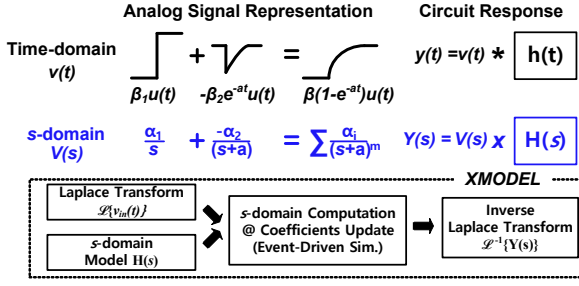 Analog Signal Representation Circuit Response
Time-domain
v(t)
+ =
y(t) =v(t) * h(t)
β1u(t) -β2e^-at u(t) β(1-e^-at)u(t)
s-domain
V(s)
α1/s + -α2/(s+a) = ∑ αi/(s+a)^m
Y(s) = V(s) x H(s)
XMODEL
Laplace Transform
ℒ{vin(t)}
s-domain
Model H(s)
s-domain Computation
@ Coefficients Update
(Event-Driven Sim.)
Inverse
Laplace Transform
ℒ^-1{Y(s)}